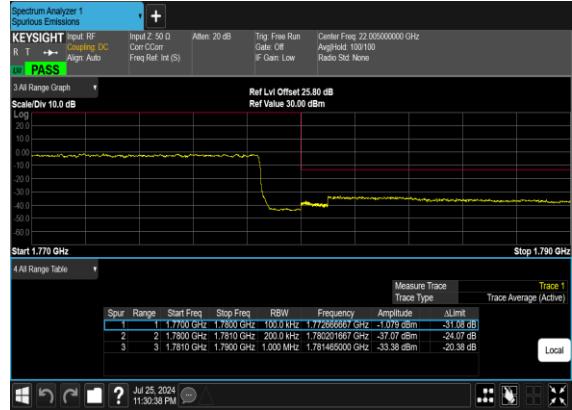 Spectrum Analyzer 1
Spurious Emissions
KEYSIGHT Input: RF Input Z: 50 Ω Atten: 20 dB Trig: Free Run Center Freq: 22.005000000 GHz
R T Coupling: DC Corr CCorr Gate: Off Avg|Hold: 100/100
Align: Auto Freq Ref: Int (S) IF Gain: Low Radio Std: None
PASS
3 All Range Graph
Ref Lvl Offset 25.80 dB
Scale/Div 10.0 dB Ref Value 30.00 dBm
Log
20.0
10.0
0.00
-10.0
-20.0
-30.0
-40.0
-50.0
-60.0
Start 1.770 GHz Stop 1.790 GHz
4 All Range Table
Measure Trace Trace 1
Trace Type Trace Average (Active)
Spur Range Start Freq Stop Freq RBW Frequency Amplitude ΔLimit
1 1 1.7700 GHz 1.7800 GHz 100.0 kHz 1.772666667 GHz -1.079 dBm -31.08 dB
2 2 1.7800 GHz 1.7810 GHz 200.0 kHz 1.780201667 GHz -37.07 dBm -24.07 dB
3 3 1.7810 GHz 1.7900 GHz 1.000 MHz 1.781465000 GHz -33.38 dBm -20.38 dB
Local
? Jul 25, 2024
11:30:38 PM